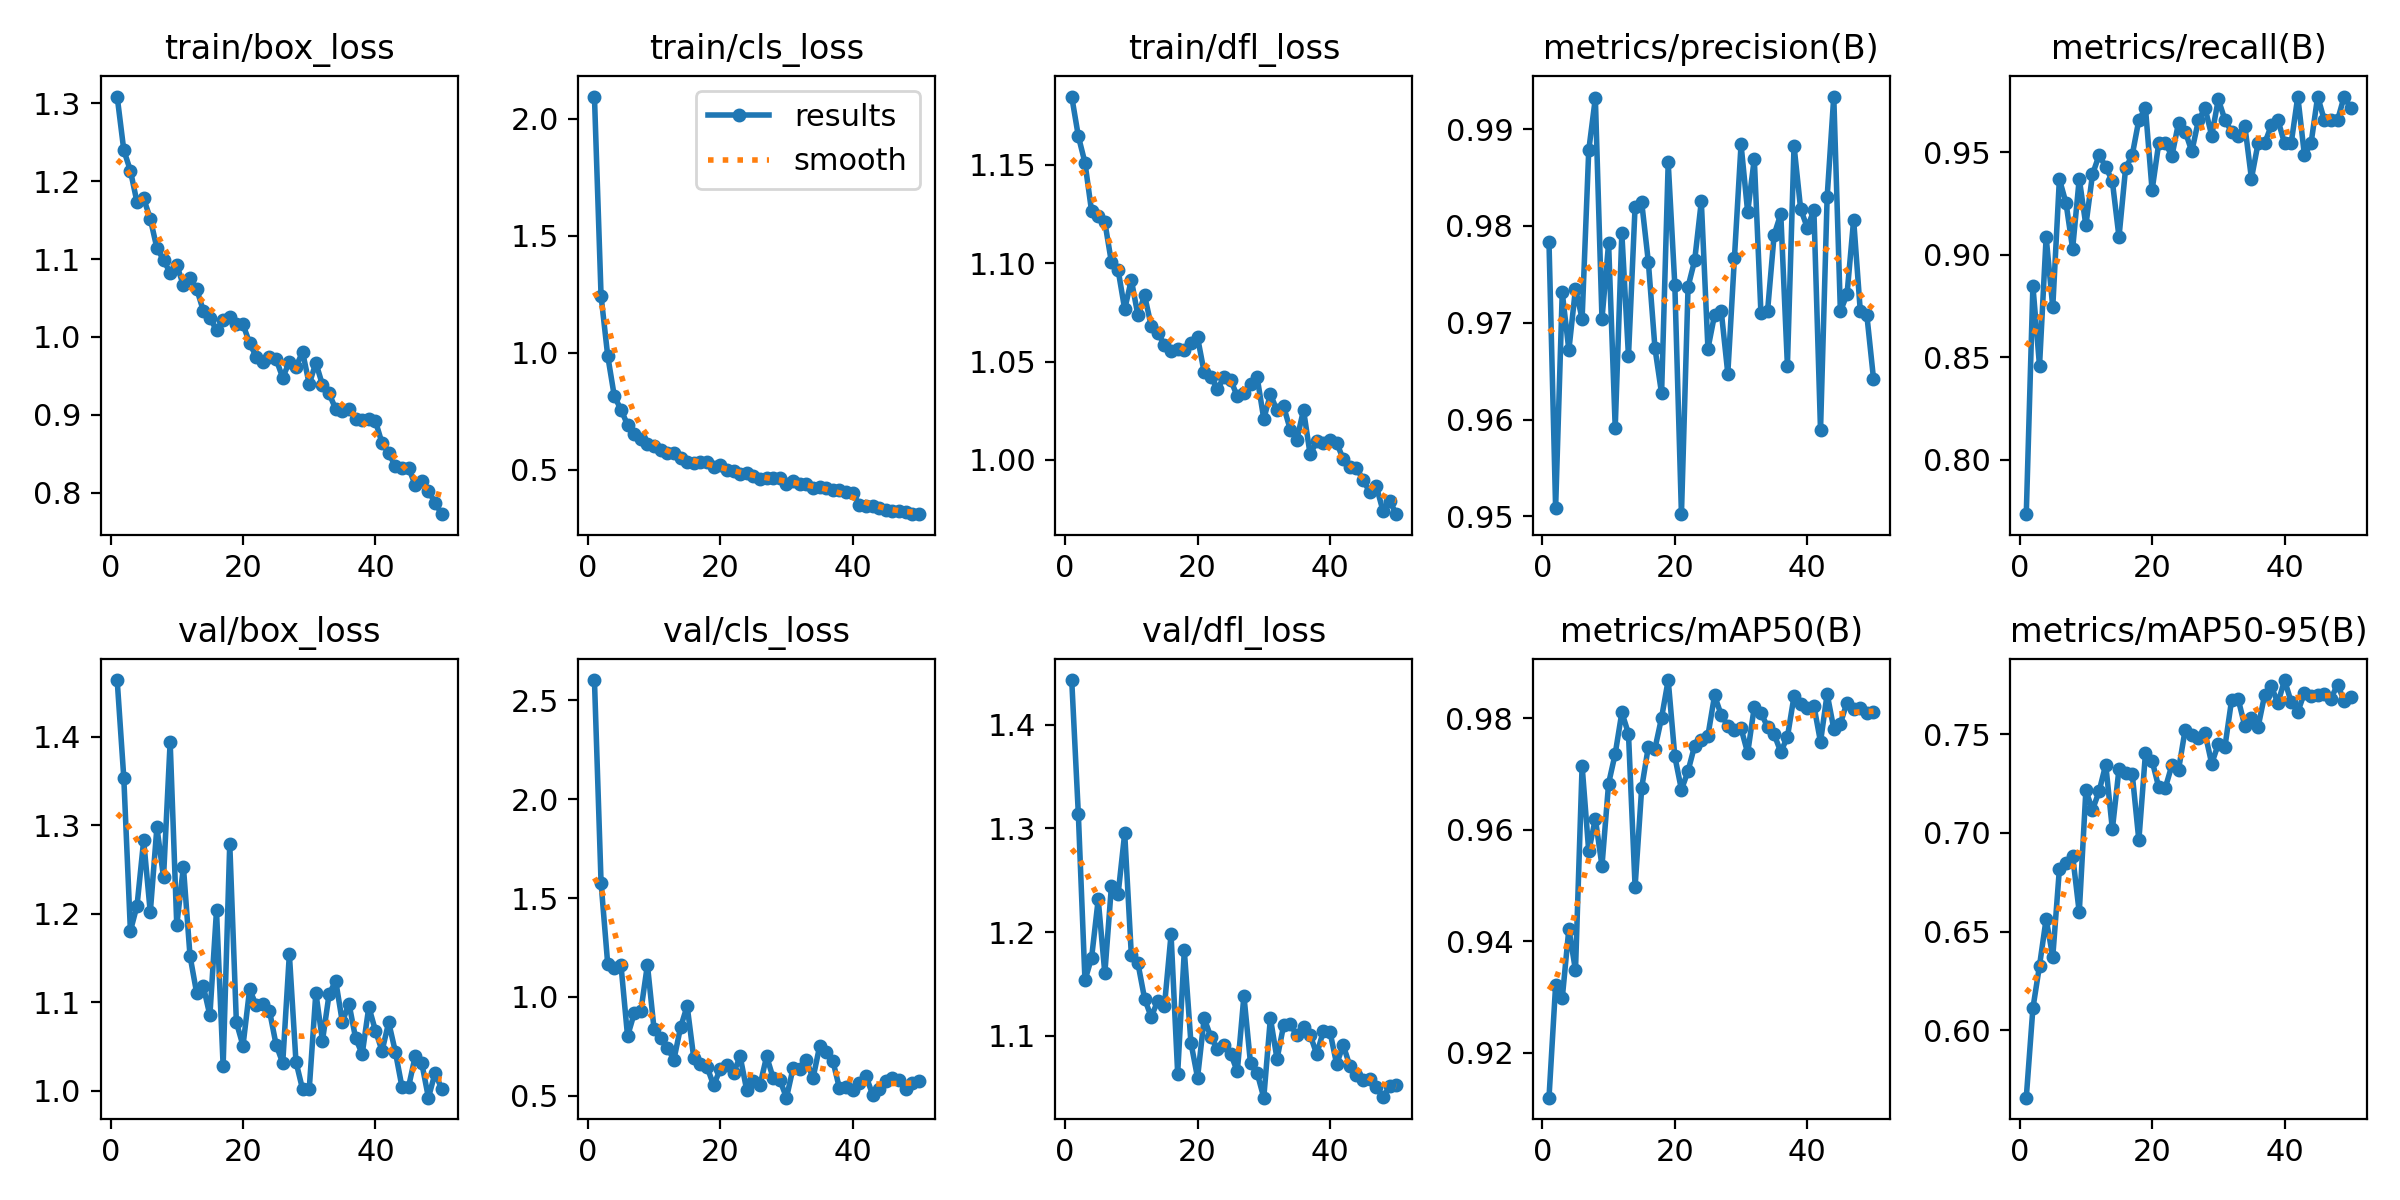 train/box_loss
1.3
1.2
1.1
1.0
0.9
0.8
0 20 40
train/cls_loss
results
smooth
2.0
1.5
1.0
0.5
0 20 40
train/dfl_loss
1.15
1.10
1.05
1.00
0 20 40
metrics/precision(B)
0.99
0.98
0.97
0.96
0.95
0 20 40
metrics/recall(B)
0.95
0.90
0.85
0.80
0 20 40
val/box_loss
1.4
1.3
1.2
1.1
1.0
0 20 40
val/cls_loss
2.5
2.0
1.5
1.0
0.5
0 20 40
val/dfl_loss
1.4
1.3
1.2
1.1
0 20 40
metrics/mAP50(B)
0.98
0.96
0.94
0.92
0 20 40
metrics/mAP50-95(B)
0.75
0.70
0.65
0.60
0 20 40